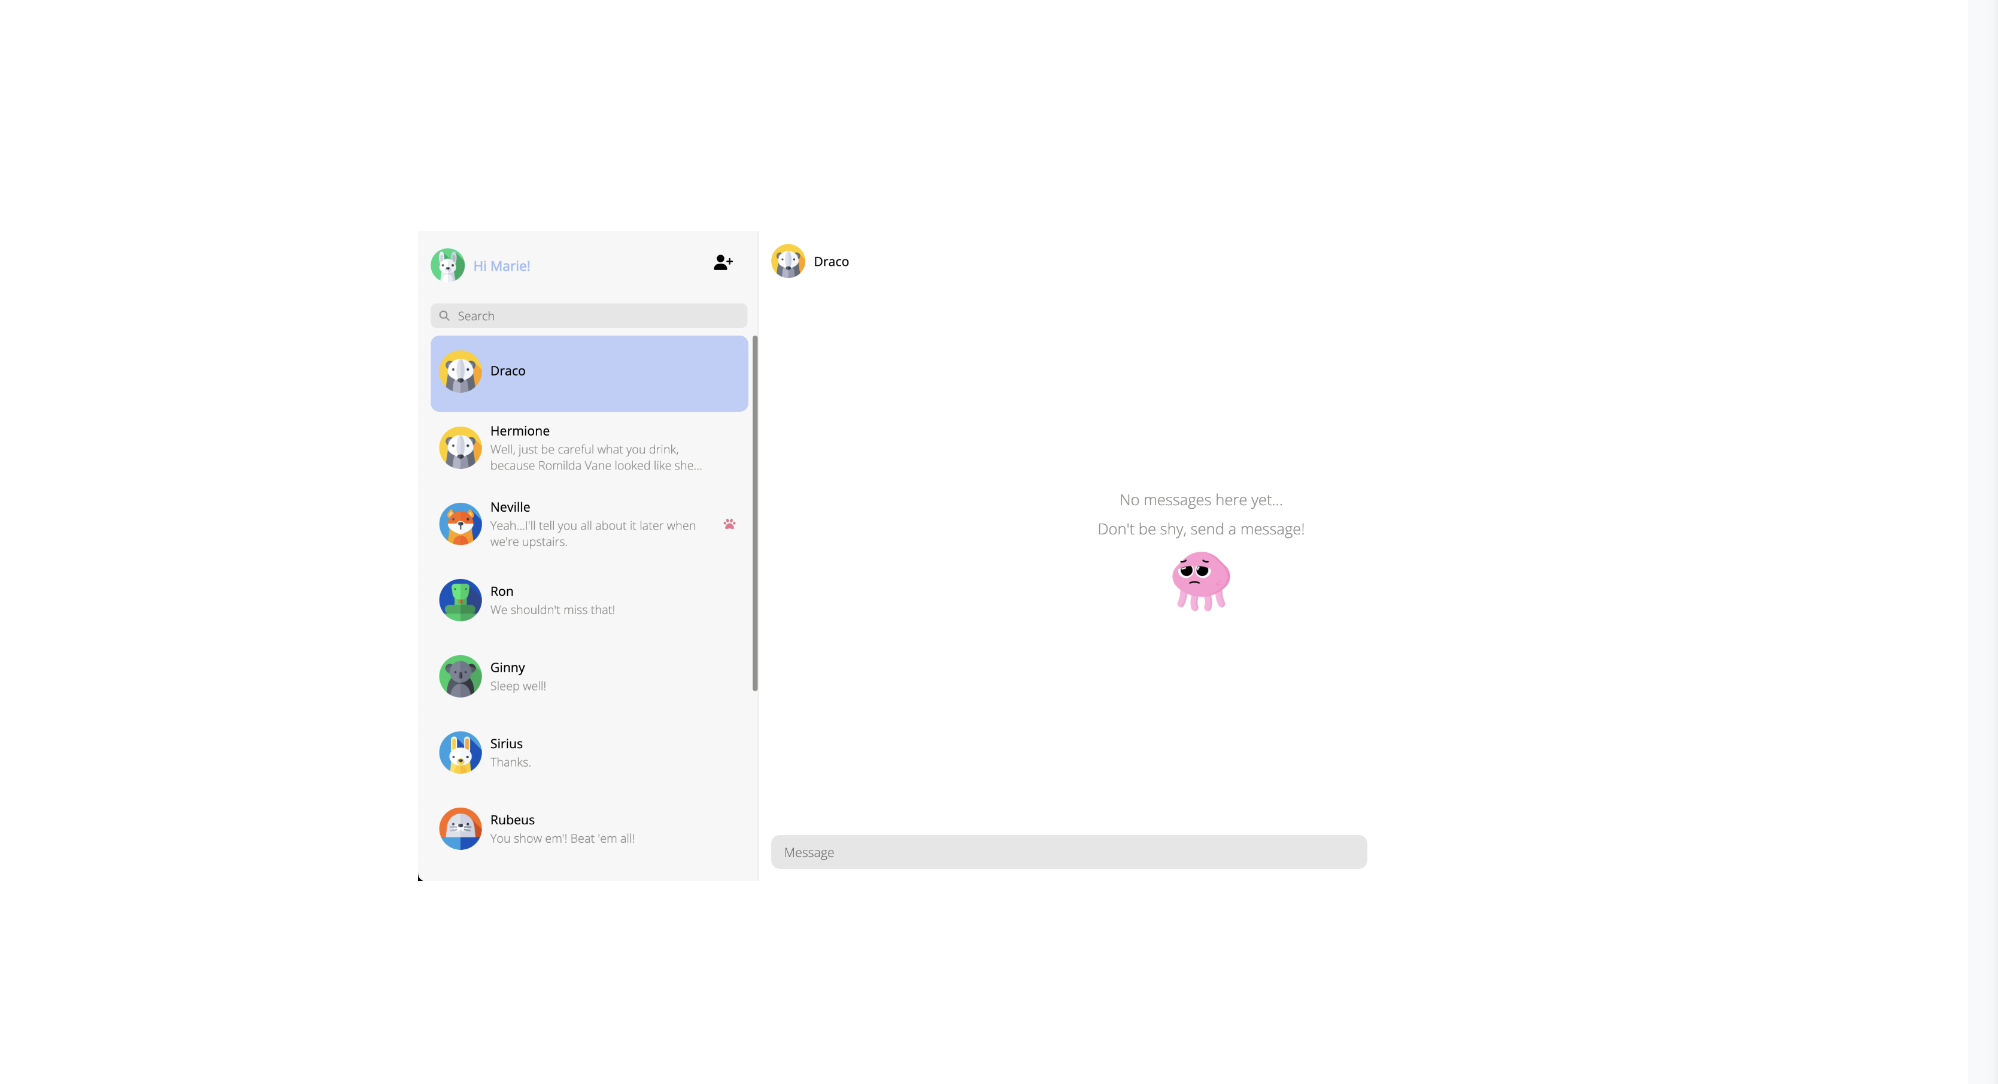 Hi Marie!
Search
Draco
Hermione
Well, just be careful what you drink,
because Romilda Vane looked like she...
Neville
Yeah...I'll tell you all about it later when
we're upstairs.
Ron
We shouldn't miss that!
Ginny
Sleep well!
Sirius
Thanks.
Rubeus
You show em'! Beat 'em all!
Draco
No messages here yet...
Don't be shy, send a message!
Message